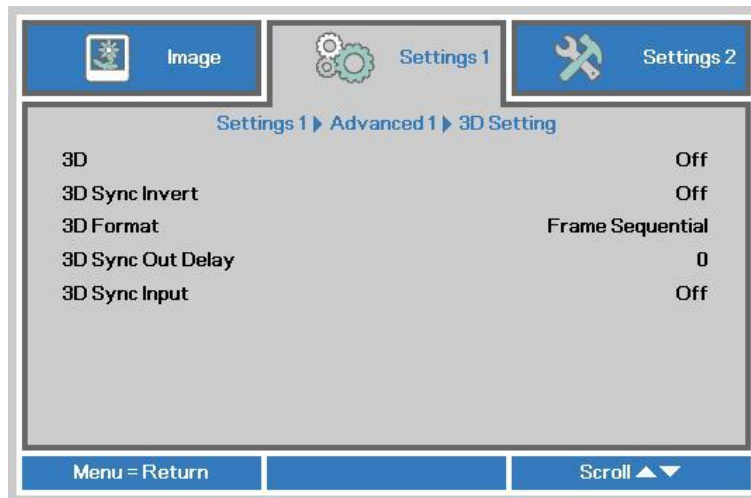 Image
Settings 1
Settings 2
Settings 1 ▶ Advanced 1 ▶ 3D Setting
3D Off
3D Sync Invert Off
3D Format Frame Sequential
3D Sync Out Delay 0
3D Sync Input Off
Menu = Return
Scroll ▲▼